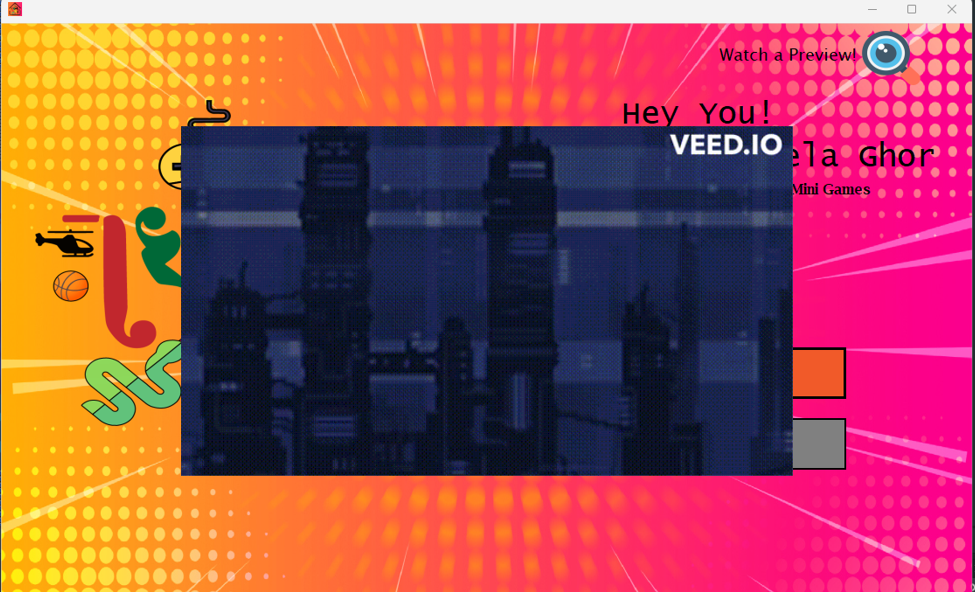 Watch a Preview!
Hey You!
VEED.IO
ela Ghor
Mini Games